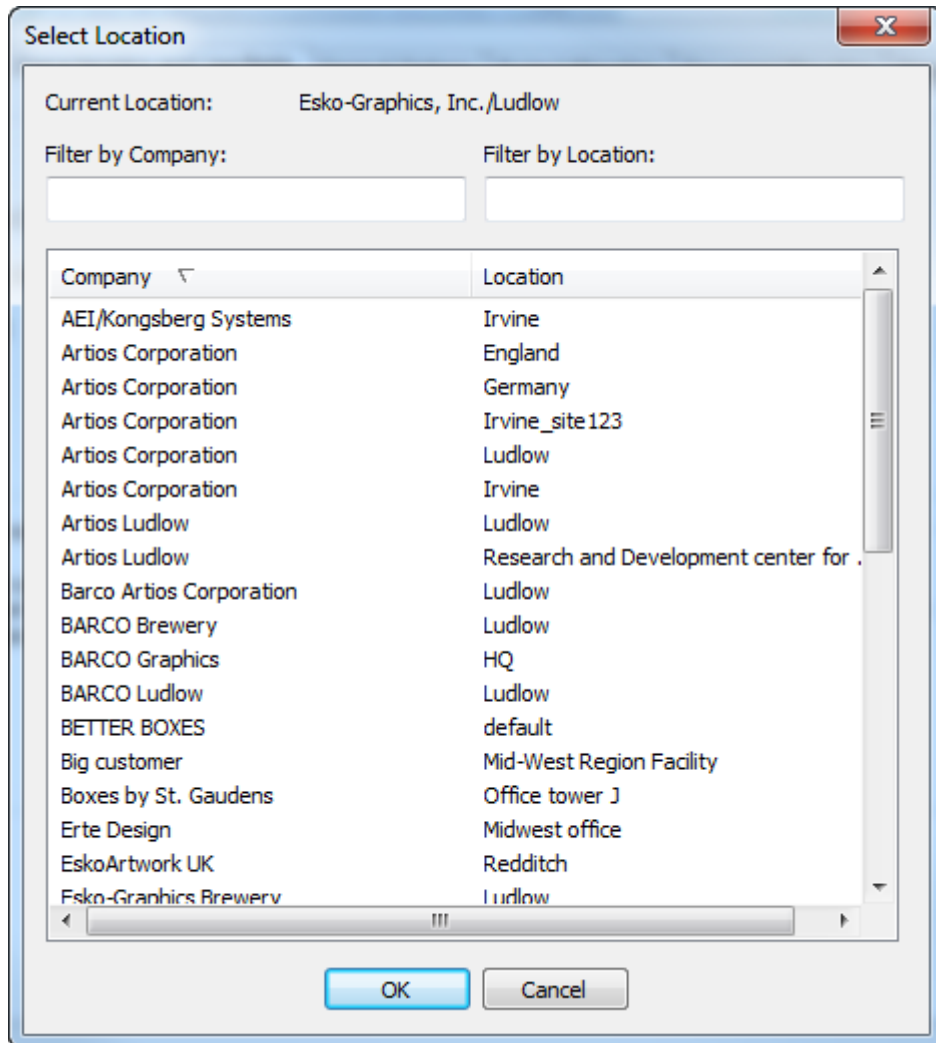 Select Location
Current Location: Esko-Graphics, Inc./Ludlow
Filter by Company: Filter by Location:
Company Location
AEI/Kongsberg Systems Irvine
Artios Corporation England
Artios Corporation Germany
Artios Corporation Irvine_site123
Artios Corporation Ludlow
Artios Corporation Irvine
Artios Ludlow Ludlow
Artios Ludlow Research and Development center for .
Barco Artios Corporation Ludlow
BARCO Brewery Ludlow
BARCO Graphics HQ
BARCO Ludlow Ludlow
BETTER BOXES default
Big customer Mid-West Region Facility
Boxes by St. Gaudens Office tower J
Erte Design Midwest office
EskoArtwork UK Redditch
Esko-Graphics Brewery Ludlow
OK Cancel